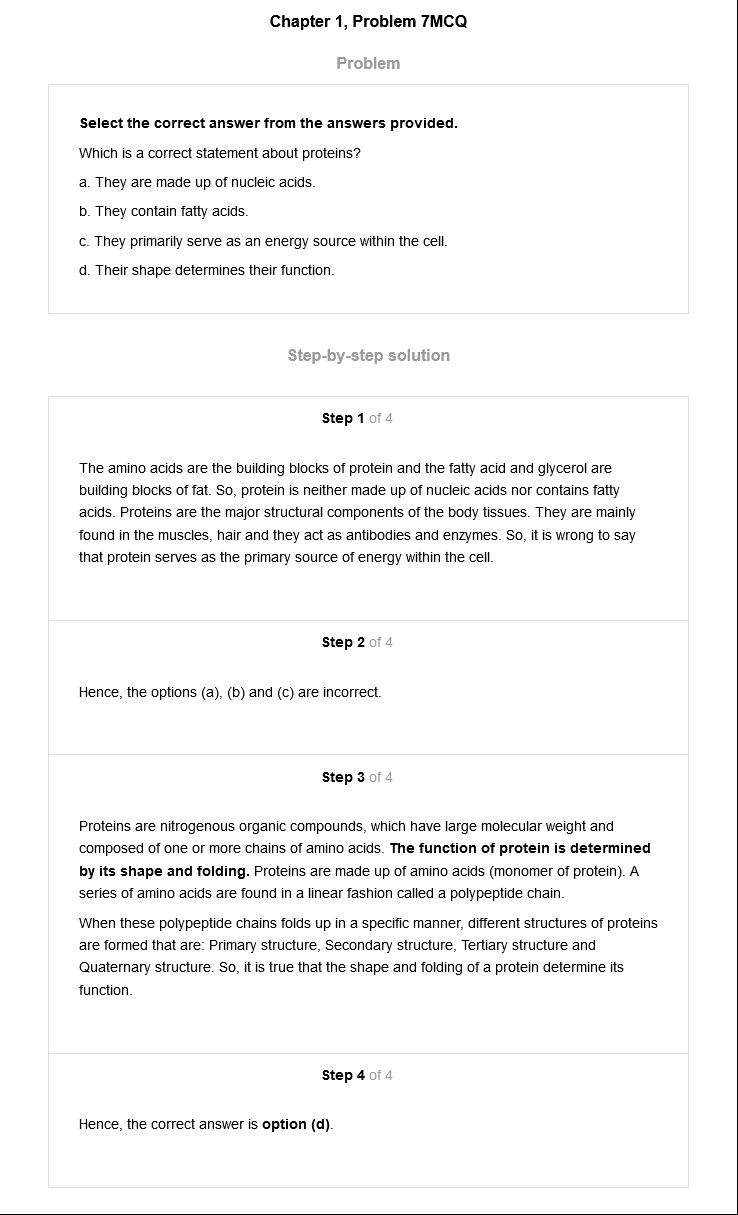 Chapter 1, Problem 7MCQ
Problem
Select the correct answer from the answers provided.
Which is a correct statement about proteins?
a. They are made up of nucleic acids.
b. They contain fatty acids.
c. They primarily serve as an energy source within the cell.
d. Their shape determines their function.
Step-by-step solution
Step 1 of 4
The amino acids are the building blocks of protein and the fatty acid and glycerol are
building blocks of fat. So, protein is neither made up of nucleic acids nor contains fatty
acids. Proteins are the major structural components of the body tissues. They are mainly
found in the muscles, hair and they act as antibodies and enzymes. So, it is wrong to say
that protein serves as the primary source of energy within the cell.
Step 2 of 4
Hence, the options (a), (b) and (c) are incorrect.
Step 3 of 4
Proteins are nitrogenous organic compounds, which have large molecular weight and
composed of one or more chains of amino acids. The function of protein is determined
by its shape and folding. Proteins are made up of amino acids (monomer of protein). A
series of amino acids are found in a linear fashion called a polypeptide chain.
When these polypeptide chains folds up in a specific manner, different structures of proteins
are formed that are: Primary structure, Secondary structure, Tertiary structure and
Quaternary structure. So, it is true that the shape and folding of a protein determine its
function.
Step 4 of 4
Hence, the correct answer is option (d).